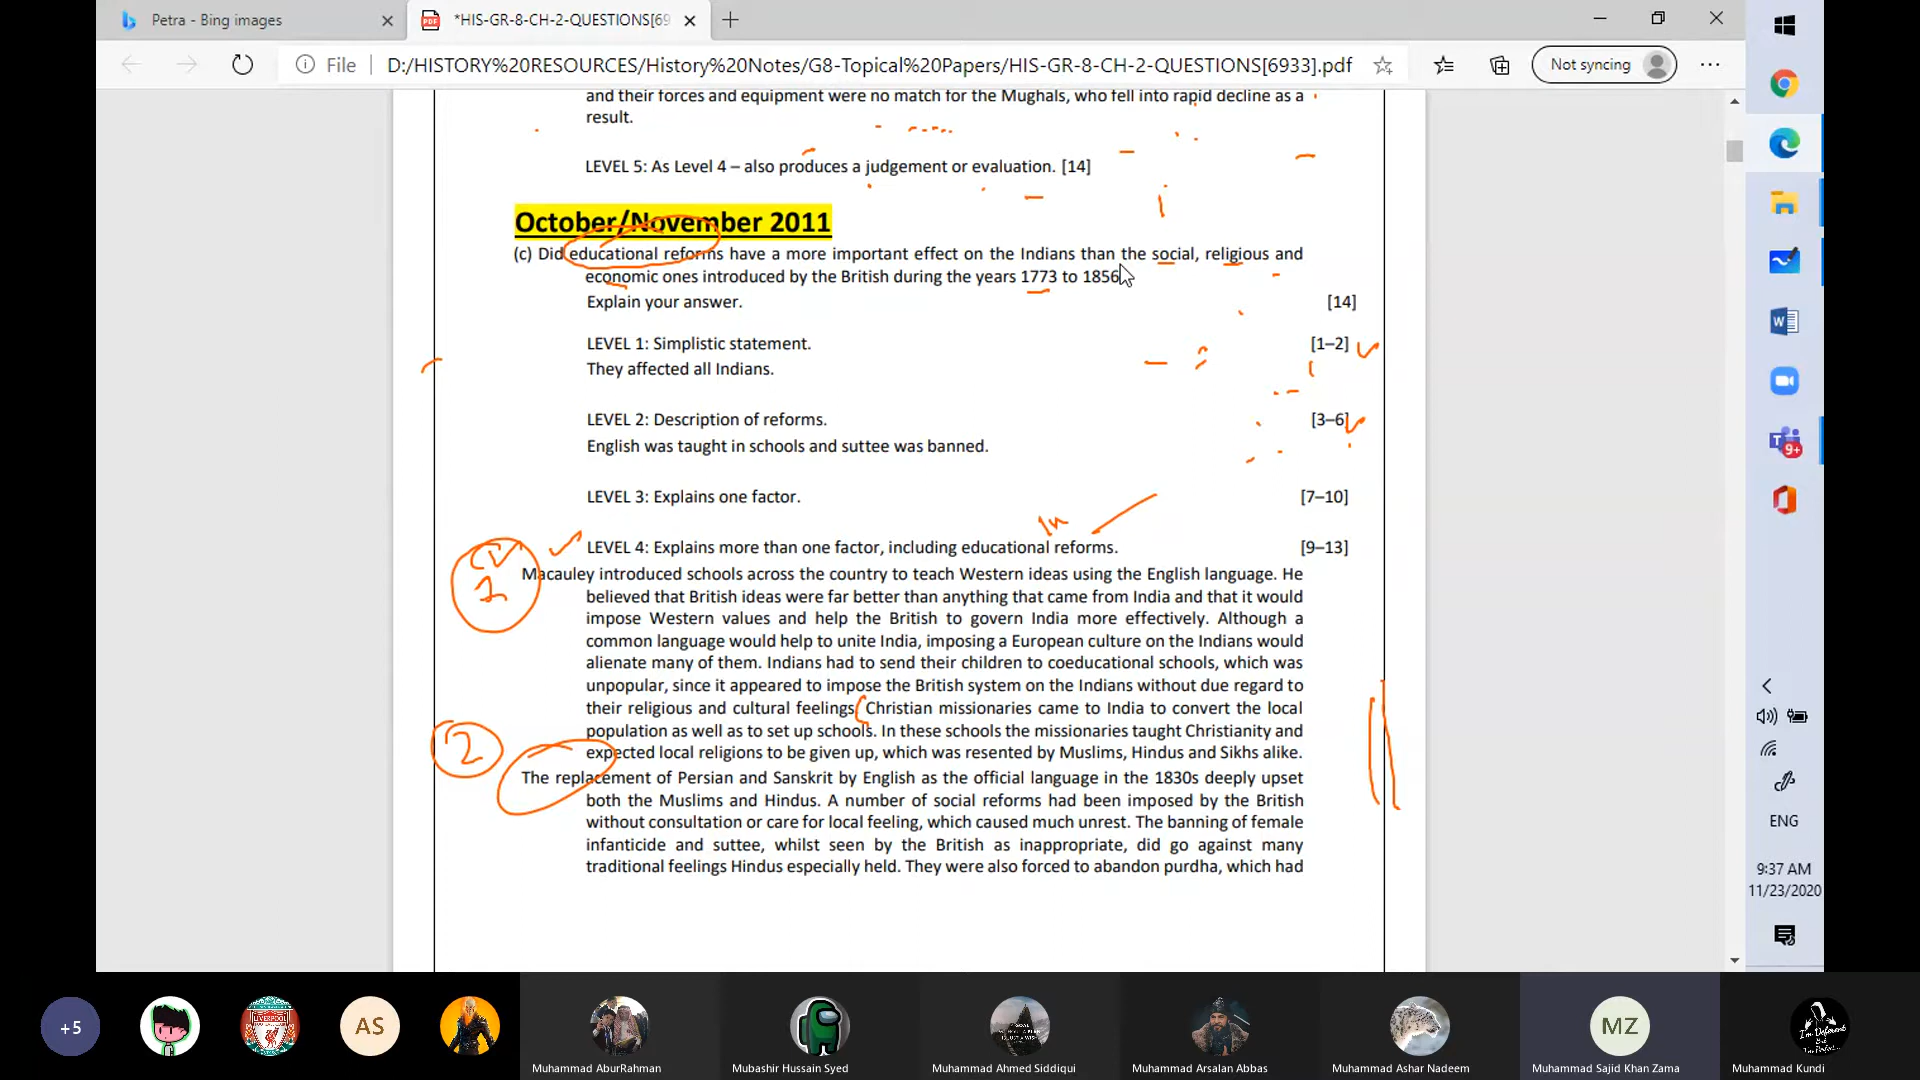 Petra - Bing images
*HIS-GR-8-CH-2-QUESTIONS[69
File
D:/HISTORY%20RESOURCES/History%20Notes/G8-Topical%20Papers/HIS-GR-8-CH-2-QUESTIONS[6933].pdf
Not syncing
and their forces and equipment were no match for the Mughals, who fell into rapid decline as a
result.
LEVEL 5: As Level 4 – also produces a judgement or evaluation. [14]
October/November 2011
(c) Did educational reforms have a more important effect on the Indians than the social, religious and
economic ones introduced by the British during the years 1773 to 1856
Explain your answer. [14]
LEVEL 1: Simplistic statement. [1–2]
They affected all Indians.
LEVEL 2: Description of reforms. [3–6]
English was taught in schools and suttee was banned.
LEVEL 3: Explains one factor. [7–10]
LEVEL 4: Explains more than one factor, including educational reforms. [9–13]
1
Macauley introduced schools across the country to teach Western ideas using the English language. He
believed that British ideas were far better than anything that came from India and that it would
impose Western values and help the British to govern India more effectively. Although a
common language would help to unite India, imposing a European culture on the Indians would
alienate many of them. Indians had to send their children to coeducational schools, which was
unpopular, since it appeared to impose the British system on the Indians without due regard to
their religious and cultural feelings. Christian missionaries came to India to convert the local
population as well as to set up schools. In these schools the missionaries taught Christianity and
expected local religions to be given up, which was resented by Muslims, Hindus and Sikhs alike.
2
The replacement of Persian and Sanskrit by English as the official language in the 1830s deeply upset
both the Muslims and Hindus. A number of social reforms had been imposed by the British
without consultation or care for local feeling, which caused much unrest. The banning of female
infanticide and suttee, whilst seen by the British as inappropriate, did go against many
traditional feelings Hindus especially held. They were also forced to abandon purdha, which had
9+
ENG
9:37 AM
11/23/2020
+5
LIVERPOOL
AS
MZ
Muhammad AburRahman
Mubashir Hussain Syed
Muhammad Ahmed Siddiqui
Muhammad Arsalan Abbas
Muhammad Ashar Nadeem
Muhammad Sajid Khan Zama
Muhammad Kundi